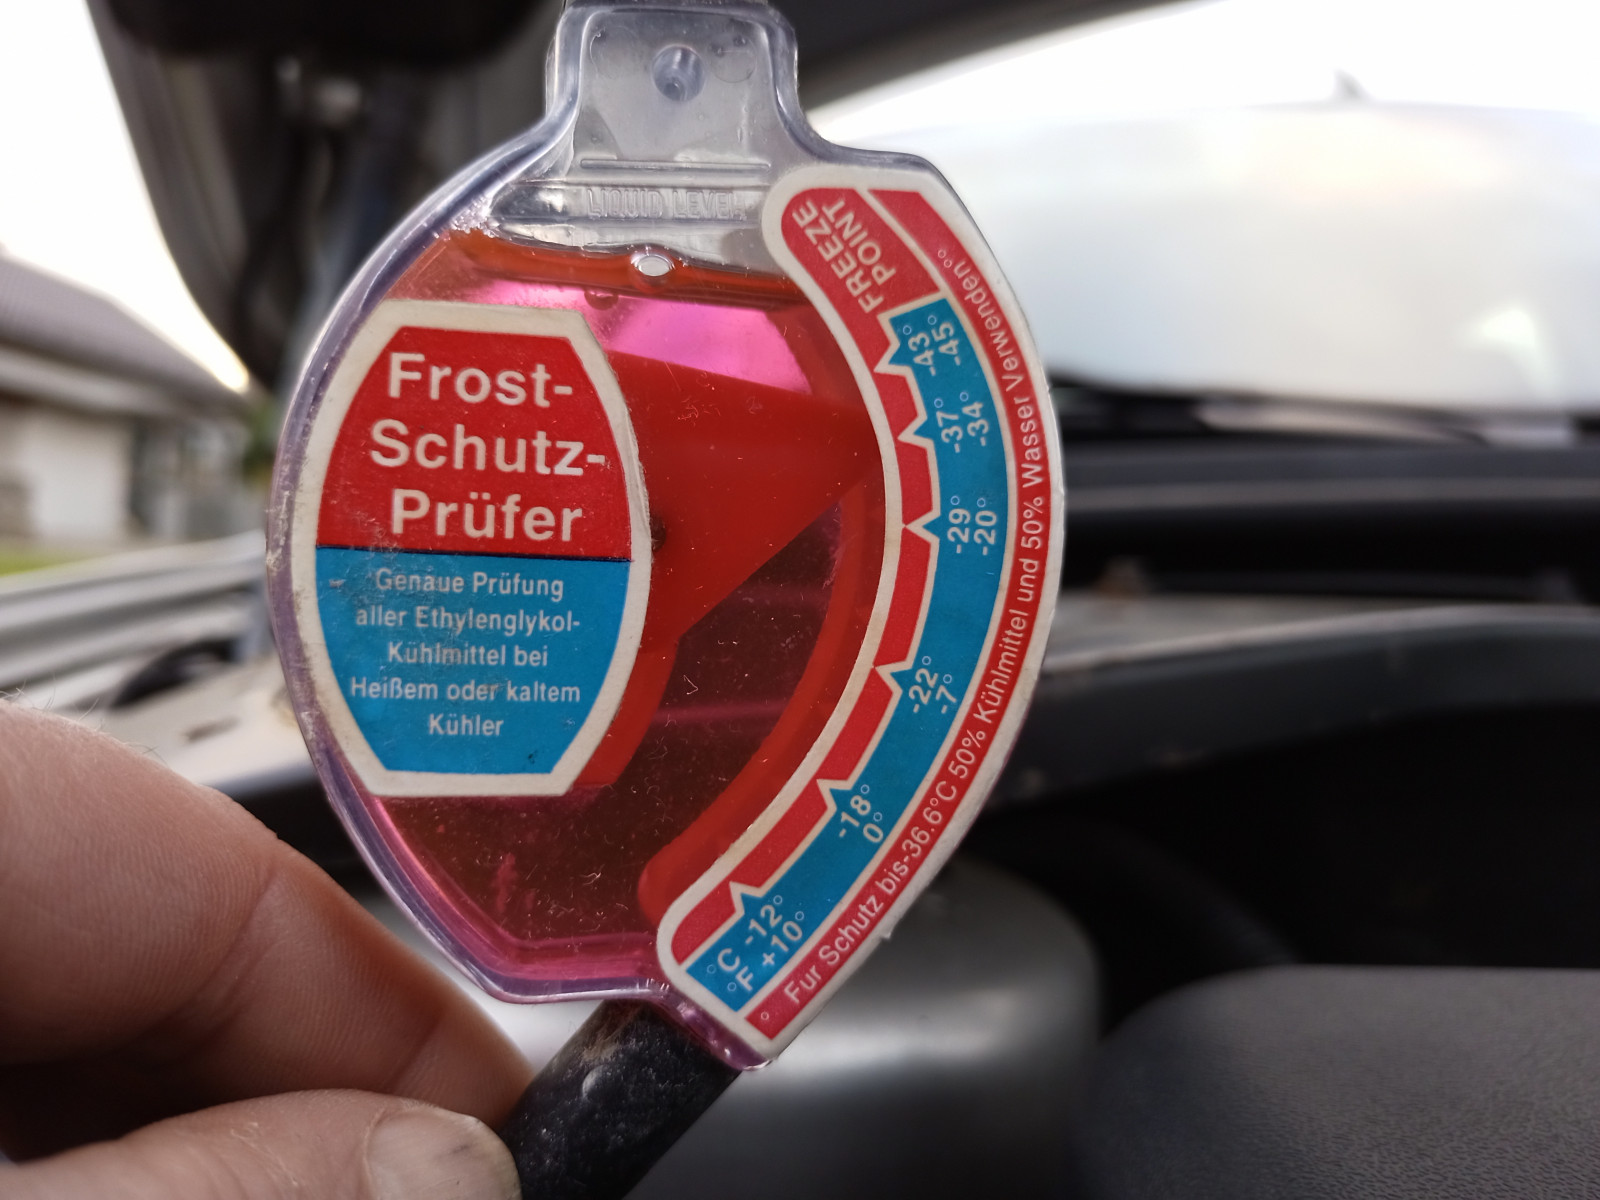 LIQUID LEVEL
FREEZE
POINT
Frost-
Schutz-
Prüfer
Genaue Prüfung
aller Ethylenglykol-
Kühlmittel bei
Heißem oder kaltem
Kühler
-43° -45°
-37° -34°
-29° -20°
-22° -7°
-18° 0°
°C -12°
°F +10°
° Fur Schutz bis-36.6°C 50% Kühlmittel und 50% Wasser Verwenden°°